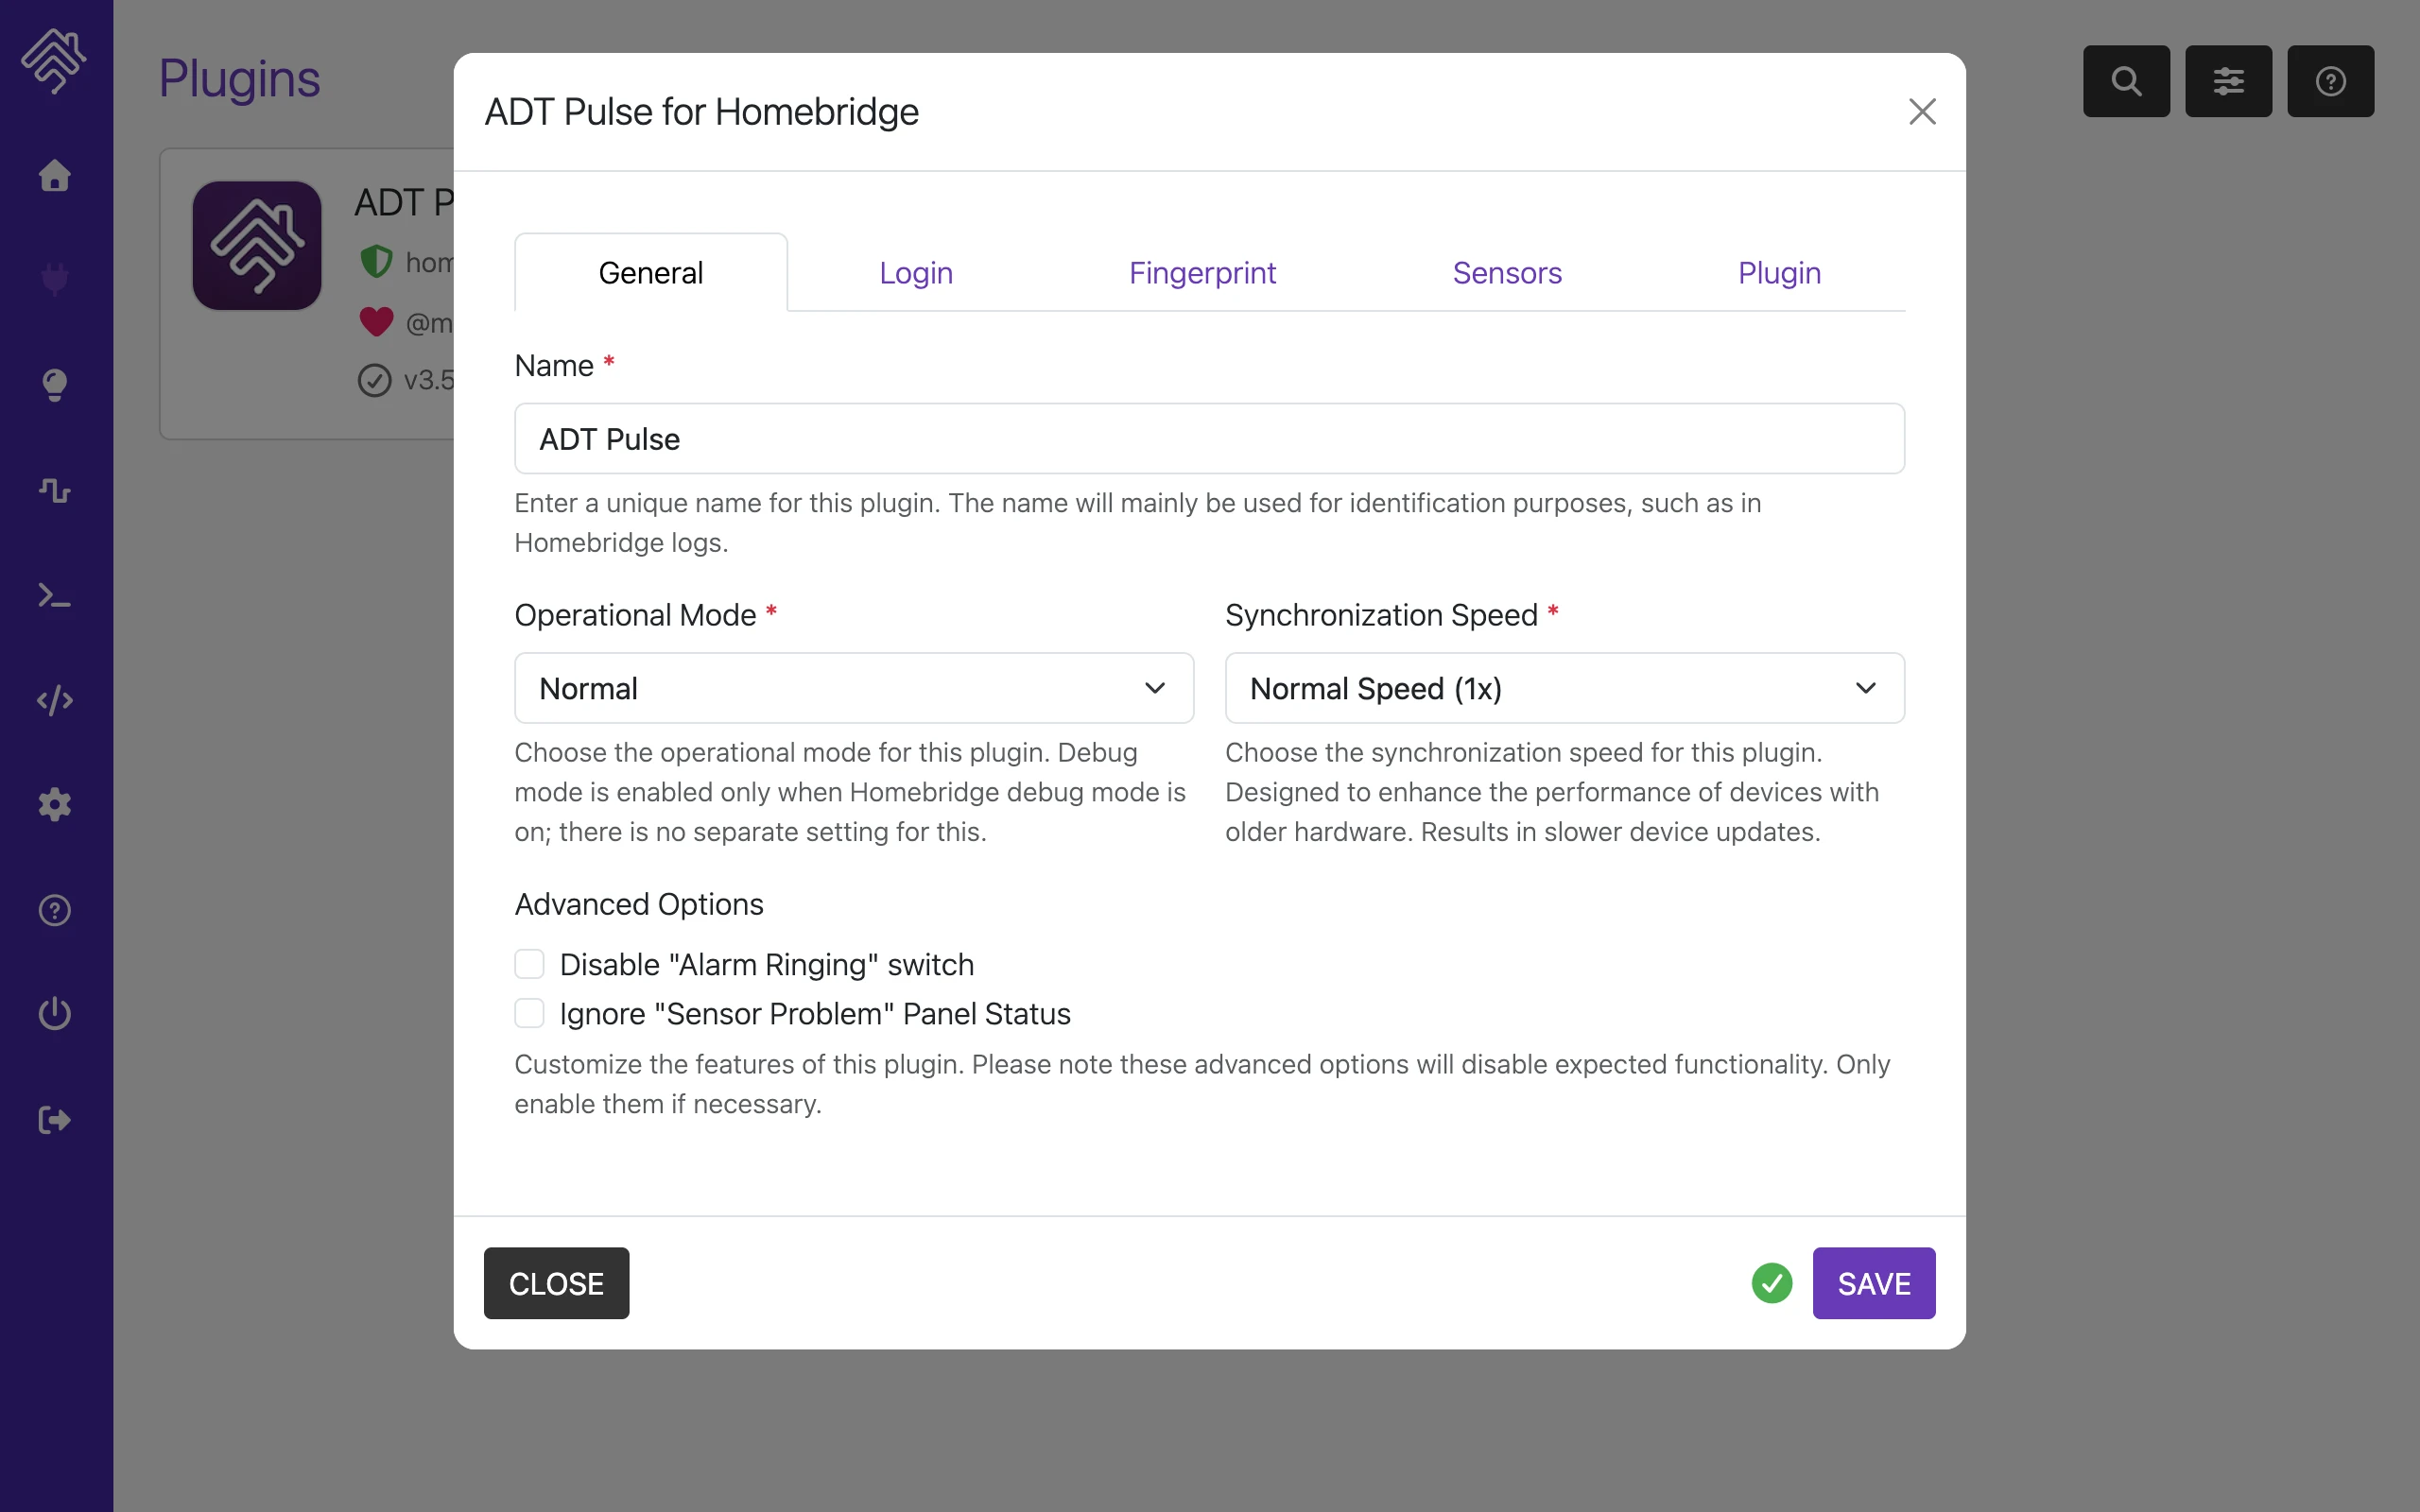 Plugins
ADT P
hom
@m
v3.5
ADT Pulse for Homebridge
General
Login
Fingerprint
Sensors
Plugin
Name *
ADT Pulse
Enter a unique name for this plugin. The name will mainly be used for identification purposes, such as in
Homebridge logs.
Operational Mode *
Normal
Choose the operational mode for this plugin. Debug
mode is enabled only when Homebridge debug mode is
on; there is no separate setting for this.
Synchronization Speed *
Normal Speed (1x)
Choose the synchronization speed for this plugin.
Designed to enhance the performance of devices with
older hardware. Results in slower device updates.
Advanced Options
Disable "Alarm Ringing" switch
Ignore "Sensor Problem" Panel Status
Customize the features of this plugin. Please note these advanced options will disable expected functionality. Only
enable them if necessary.
CLOSE
SAVE